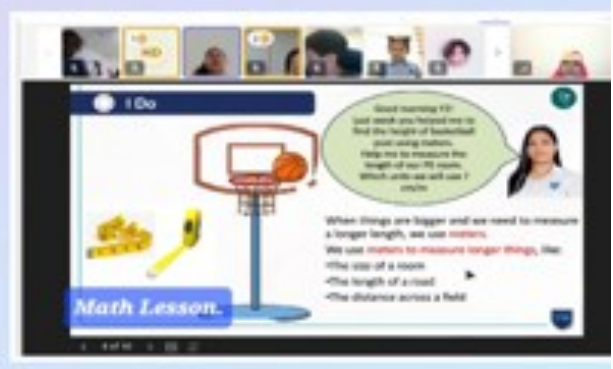 I Do
Good morning Y2!
Last week you helped me to
find the height of basketball
post using meters.
Help me to measure the
length of our PE room.
Which units we will use ?
cm/m
When things are bigger and we need to measure
a longer length, we use meters.
We use meters to measure longer things, like:
•The size of a room
•The length of a road
•The distance across a field
Math Lesson.